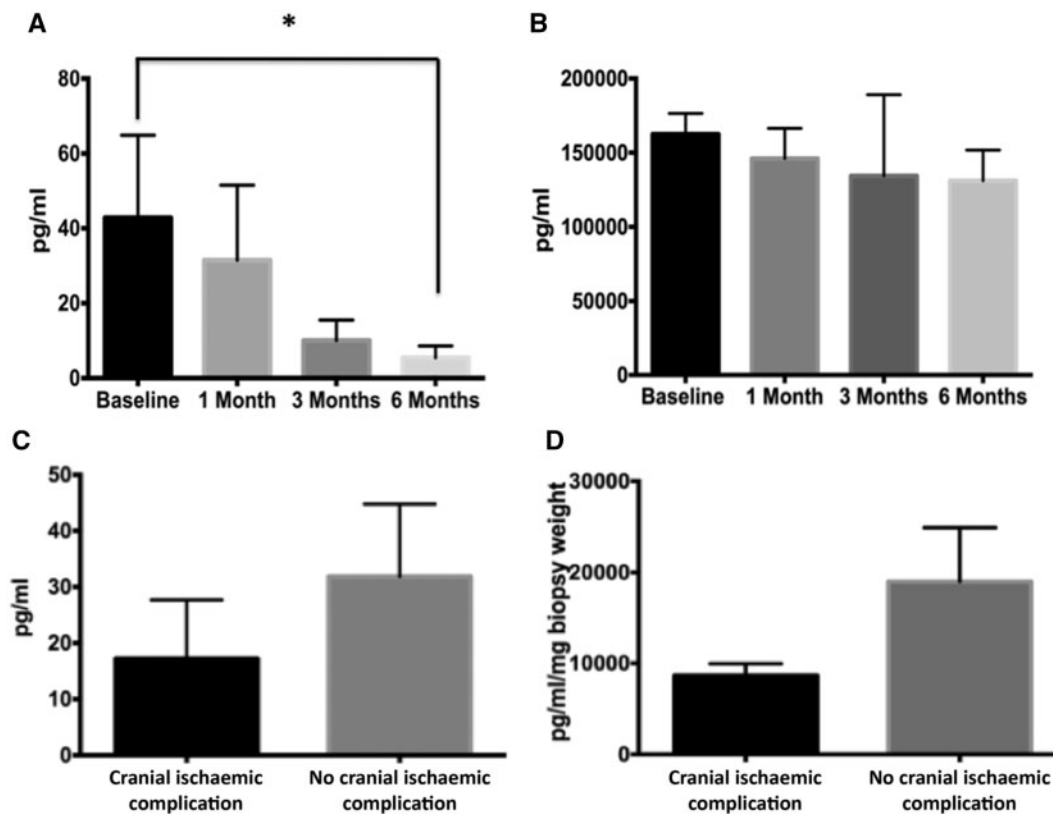 A
*
80
60
40
20
0
pg/ml
Baseline 1 Month 3 Months 6 Months
B
200000
150000
100000
50000
0
pg/ml
Baseline 1 Month 3 Months 6 Months
C
50
40
30
20
10
0
pg/ml
Cranial ischaemic No cranial ischaemic
complication complication
D
30000
20000
10000
0
pg/ml/mg biopsy weight
Cranial ischaemic No cranial ischaemic
complication complication